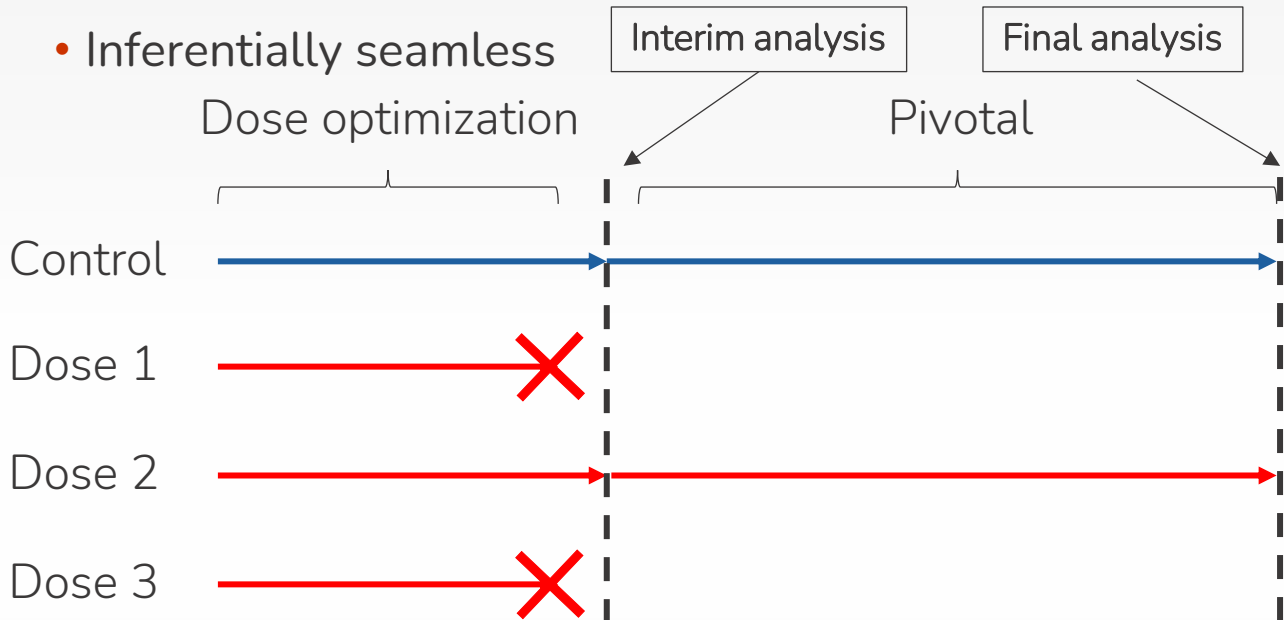 • Inferentially seamless
Interim analysis
Final analysis
Dose optimization
Pivotal
Control
Dose 1
Dose 2
Dose 3